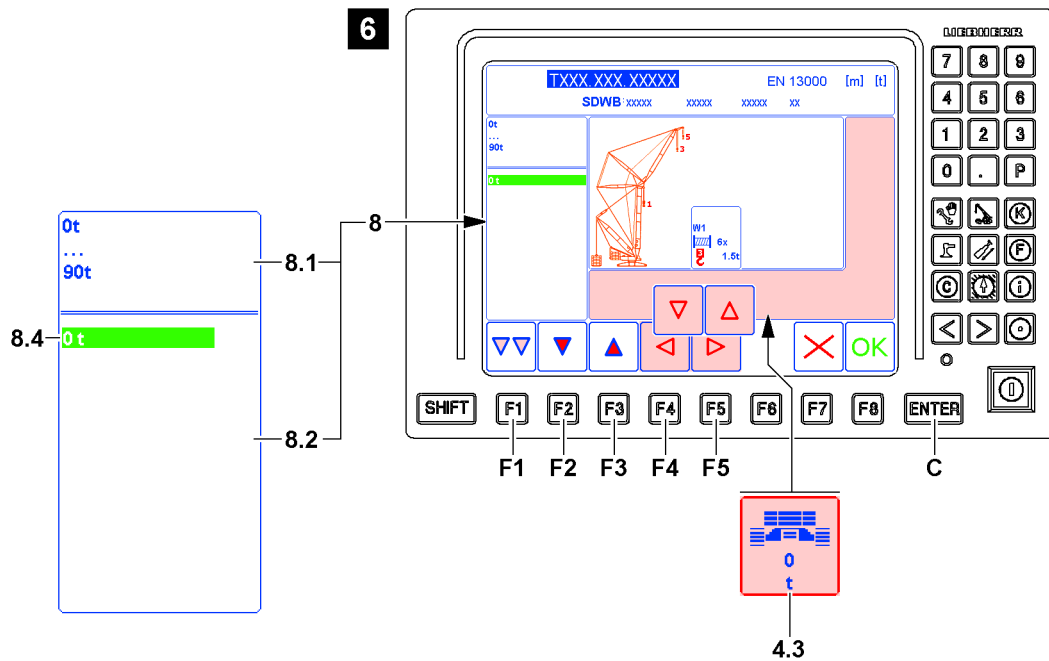 6
LIEBHERR
TXXX.XXX.XXXXX EN 13000 [m] [t]
SDWB xxxxx xxxxx xxxxx xx
0t
...
90t
0 t
5
3
1
W1
6x
1.5t
OK
7 8 9
4 5 6
1 2 3
0 . P
K
F
C i
SHIFT F1 F2 F3 F4 F5 F6 F7 F8 ENTER
F1 F2 F3 F4 F5 C
0t
...
90t
0 t
8
8.1
8.4
8.2
0
t
4.3